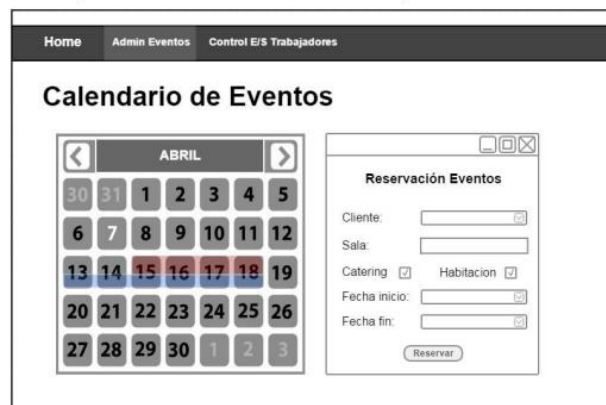 Home Admin Eventos Control E/S Trabajadores
Calendario de Eventos
ABRIL
30 31 1 2 3 4 5
6 7 8 9 10 11 12
13 14 15 16 17 18 19
20 21 22 23 24 25 26
27 28 29 30 1 2 3
Reservación Eventos
Cliente:
Sala:
Catering Habitacion
Fecha inicio:
Fecha fin:
Reservar